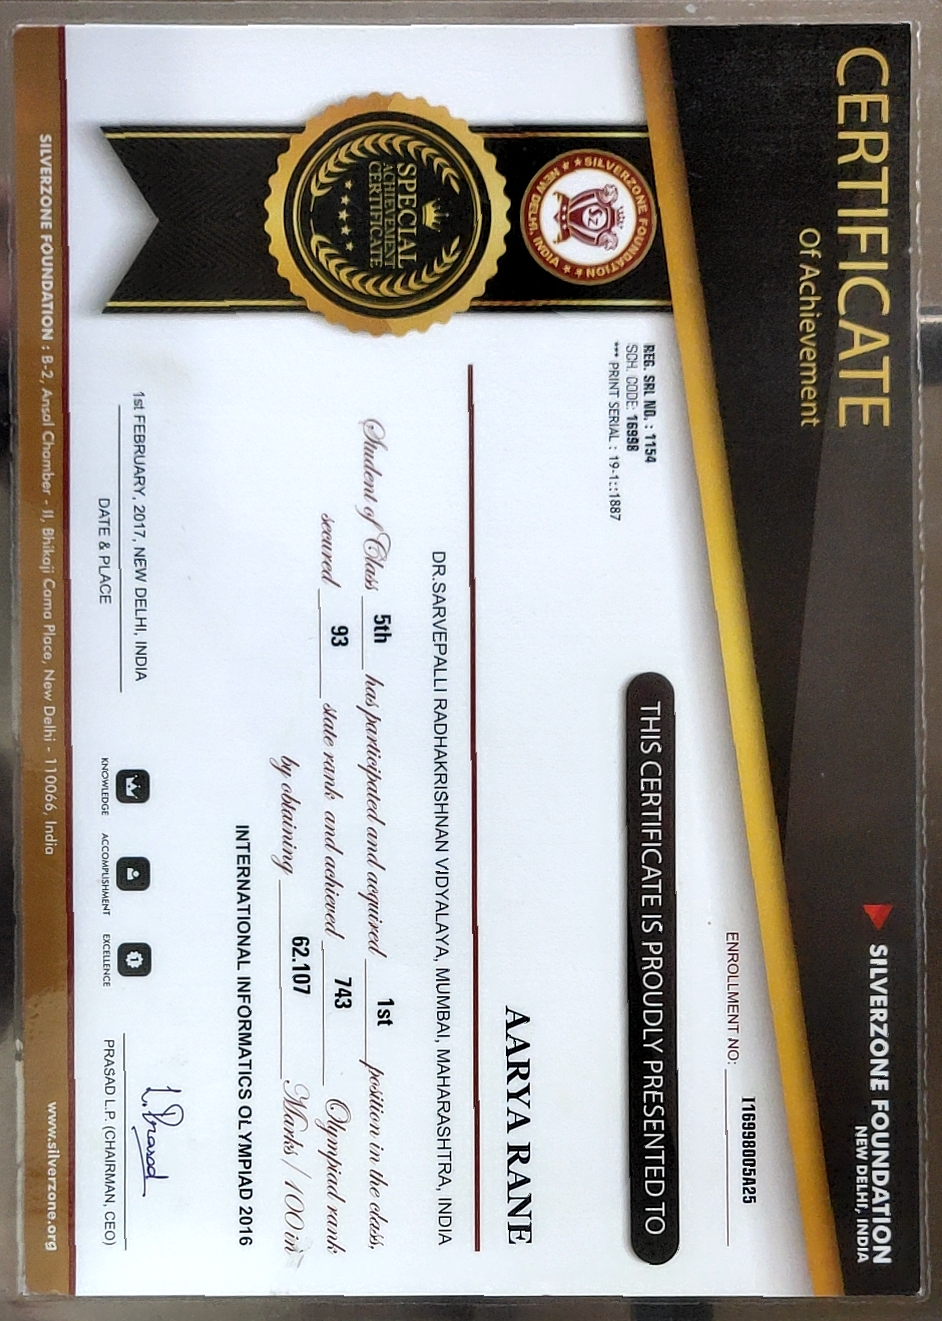 CERTIFICATE
Of Achievement
SILVERZONE FOUNDATION
NEW DELHI, INDIA
ENROLLMENT NO: I16998005A25
SILVERZONE FOUNDATION
NEW DELHI, INDIA
SZ
REG. SRL NO. : 1154
SCH. CODE: 16998
*** PRINT SERIAL : 19-1::1887
THIS CERTIFICATE IS PROUDLY PRESENTED TO
SPECIAL
ACHIEVEMENT
CERTIFICATE
AARYA RANE
DR.SARVEPALLI RADHAKRISHNAN VIDYALAYA, MUMBAI, MAHARASHTRA, INDIA
Student of Class 5th has participated and acquired 1st position in the class,
secured 93 state rank and achieved 743 Olympiad rank
by obtaining 62.107 Marks / 100 in
INTERNATIONAL INFORMATICS OLYMPIAD 2016
1st FEBRUARY, 2017, NEW DELHI, INDIA
DATE & PLACE
KNOWLEDGE
ACCOMPLISHMENT
1
EXCELLENCE
L. Prasad
PRASAD L.P. (CHAIRMAN, CEO)
SILVERZONE FOUNDATION : B-2, Ansal Chamber - II, Bhikaji Cama Place, New Delhi - 110066, India
www.silverzone.org